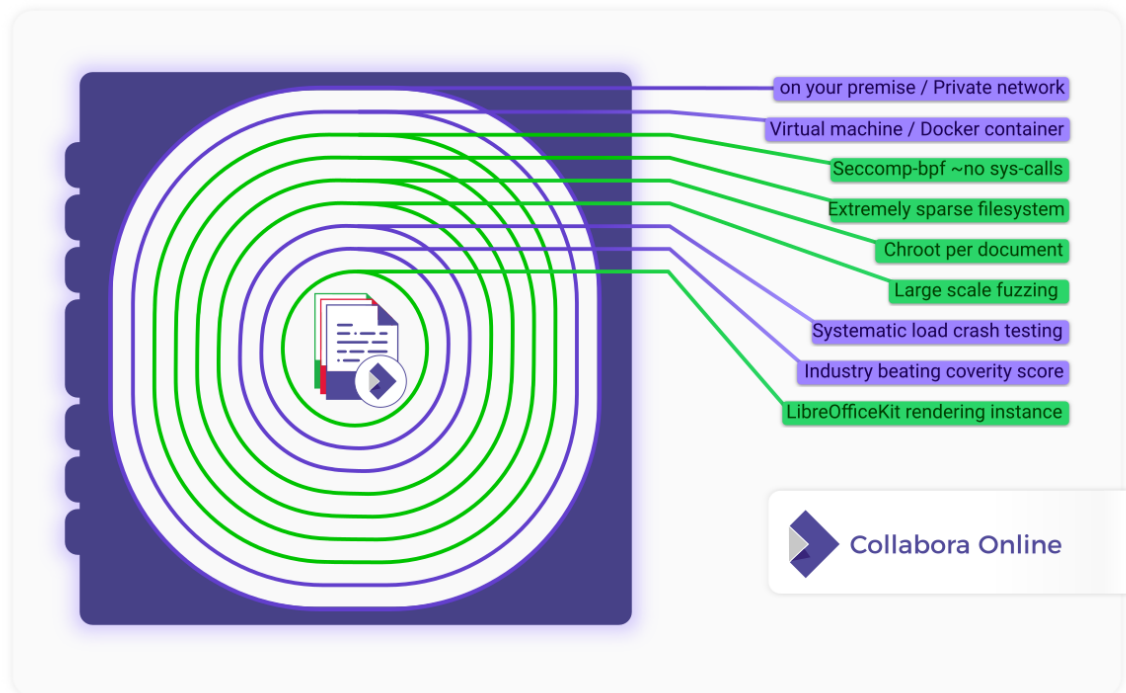 on your premise / Private network
Virtual machine / Docker container
Seccomp-bpf ~no sys-calls
Extremely sparse filesystem
Chroot per document
Large scale fuzzing
Systematic load crash testing
Industry beating coverity score
LibreOfficeKit rendering instance
Collabora Online